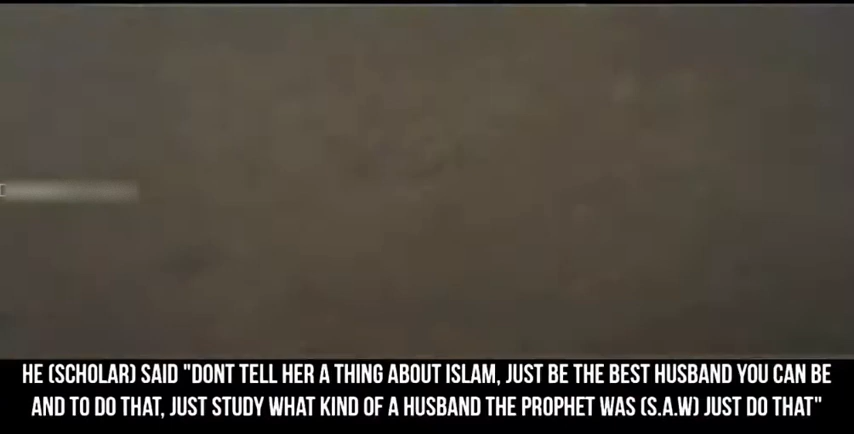 HE (SCHOLAR) SAID "DONT TELL HER A THING ABOUT ISLAM, JUST BE THE BEST HUSBAND YOU CAN BE
AND TO DO THAT, JUST STUDY WHAT KIND OF A HUSBAND THE PROPHET WAS (S.A.W) JUST DO THAT"